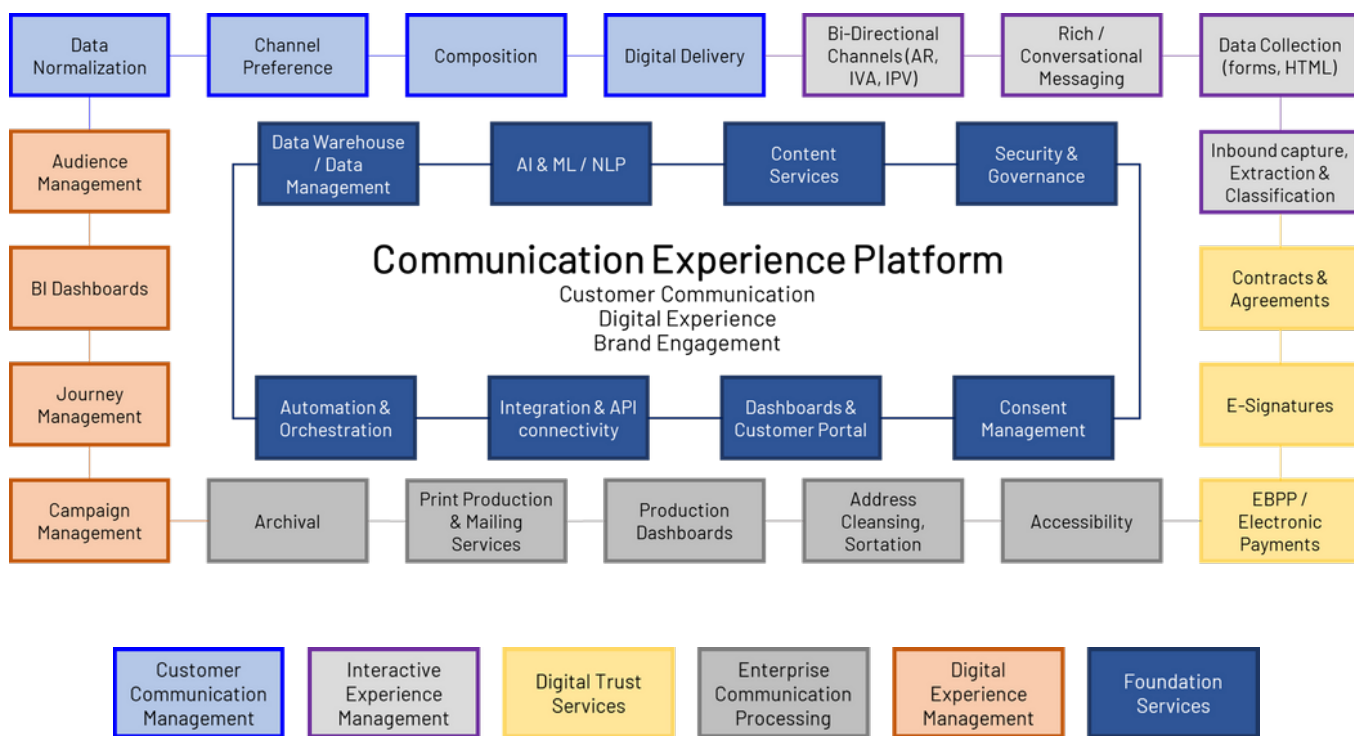 Data
Normalization
Channel
Preference
Composition
Digital Delivery
Bi-Directional
Channels (AR,
IVA, IPV)
Rich /
Conversational
Messaging
Data Collection
(forms, HTML)
Audience
Management
Data Warehouse
/ Data
Management
AI & ML / NLP
Content
Services
Security &
Governance
Inbound capture,
Extraction &
Classification
BI Dashboards
Communication Experience Platform
Customer Communication
Digital Experience
Brand Engagement
Contracts &
Agreements
Journey
Management
Automation &
Orchestration
Integration & API
connectivity
Dashboards &
Customer Portal
Consent
Management
E-Signatures
Campaign
Management
Archival
Print Production
& Mailing
Services
Production
Dashboards
Address
Cleansing,
Sortation
Accessibility
EBPP /
Electronic
Payments
Customer
Communication
Management
Interactive
Experience
Management
Digital Trust
Services
Enterprise
Communication
Processing
Digital
Experience
Management
Foundation
Services